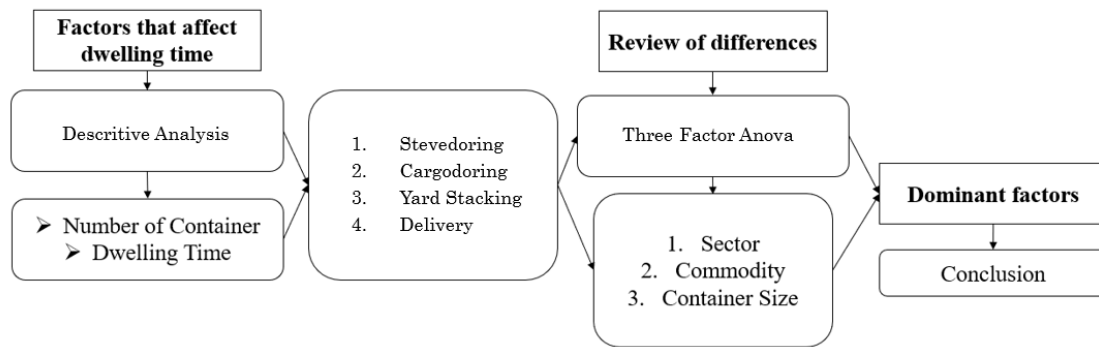 Factors that affect
dwelling time
Descritive Analysis
➢ Number of Container
➢ Dwelling Time
1. Stevedoring
2. Cargodoring
3. Yard Stacking
4. Delivery
Review of differences
Three Factor Anova
1. Sector
2. Commodity
3. Container Size
Dominant factors
Conclusion